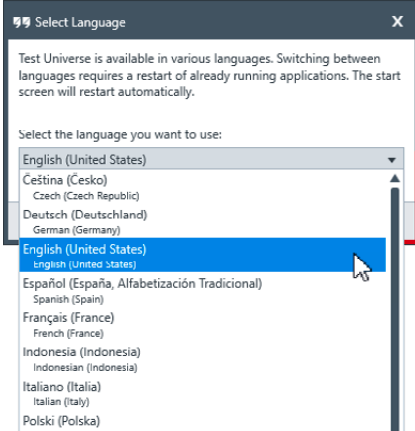 Select Language
X
Test Universe is available in various languages. Switching between
languages requires a restart of already running applications. The start
screen will restart automatically.
Select the language you want to use:
English (United States)
Čeština (Česko)
Czech (Czech Republic)
Deutsch (Deutschland)
German (Germany)
English (United States)
English (United States)
Español (España, Alfabetización Tradicional)
Spanish (Spain)
Français (France)
French (France)
Indonesia (Indonesia)
Indonesian (Indonesia)
Italiano (Italia)
Italian (Italy)
Polski (Polska)